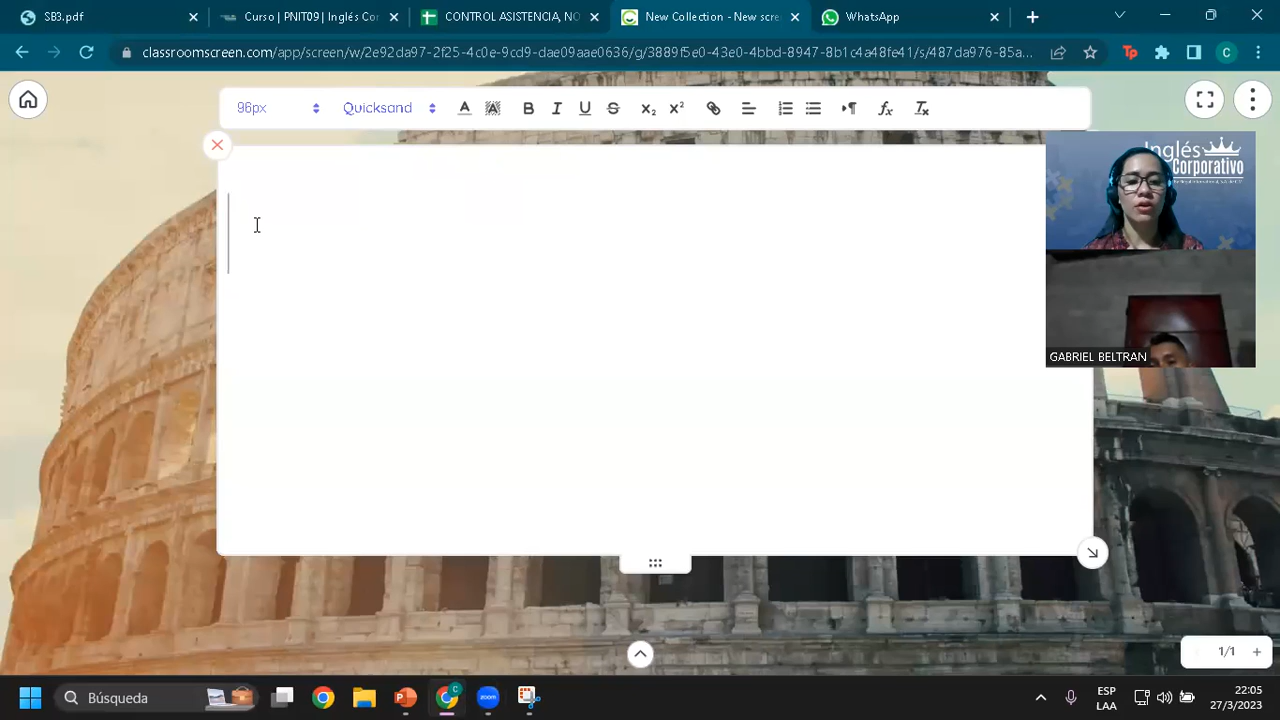 SB3.pdf
Curso | PNIT09 | Inglés Cor
CONTROL ASISTENCIA, NO
New Collection - New scre
WhatsApp
classroomscreen.com/app/screen/w/2e92da97-2f25-4c0e-9cd9-dae09aea0636/g/3889f5e0-43e0-4bbd-8947-8b1c4a48fe41/s/487da976-85a...
96px
Quicksand
Inglés
Corporativo
GABRIEL BELTRAN
1/1
Búsqueda
zoom
ESP
LAA
22:05
27/3/2023